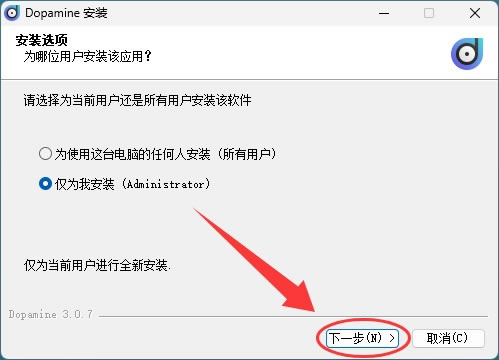 Dopamine 安装
安装选项
为哪位用户安装该应用?
请选择为当前用户还是所有用户安装该软件
为使用这台电脑的任何人安装 (所有用户)
仅为我安装 (Administrator)
仅为当前用户进行全新安装.
Dopamine 3.0.7
下一步(N) >
取消(C)